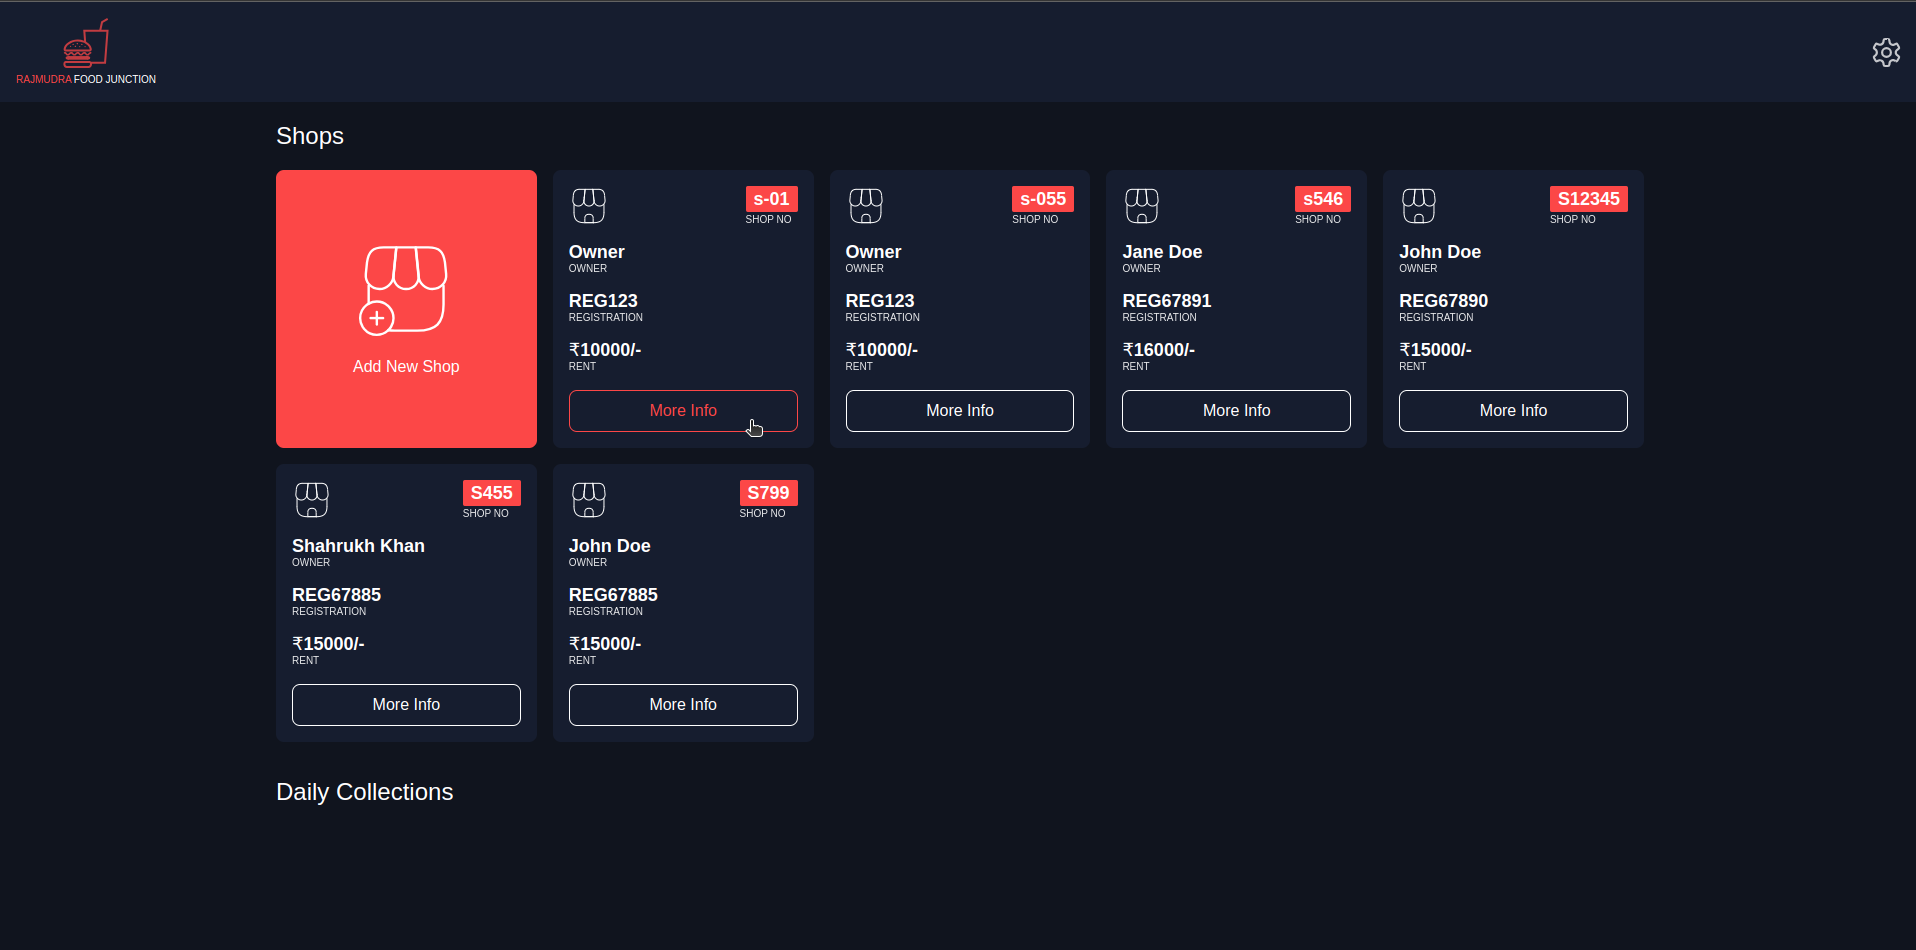 RAJMUDRA FOOD JUNCTION
Shops
Add New Shop
s-01
SHOP NO
Owner
OWNER
REG123
REGISTRATION
₹10000/-
RENT
More Info
s-055
SHOP NO
Owner
OWNER
REG123
REGISTRATION
₹10000/-
RENT
More Info
s546
SHOP NO
Jane Doe
OWNER
REG67891
REGISTRATION
₹16000/-
RENT
More Info
S12345
SHOP NO
John Doe
OWNER
REG67890
REGISTRATION
₹15000/-
RENT
More Info
S455
SHOP NO
Shahrukh Khan
OWNER
REG67885
REGISTRATION
₹15000/-
RENT
More Info
S799
SHOP NO
John Doe
OWNER
REG67885
REGISTRATION
₹15000/-
RENT
More Info
Daily Collections